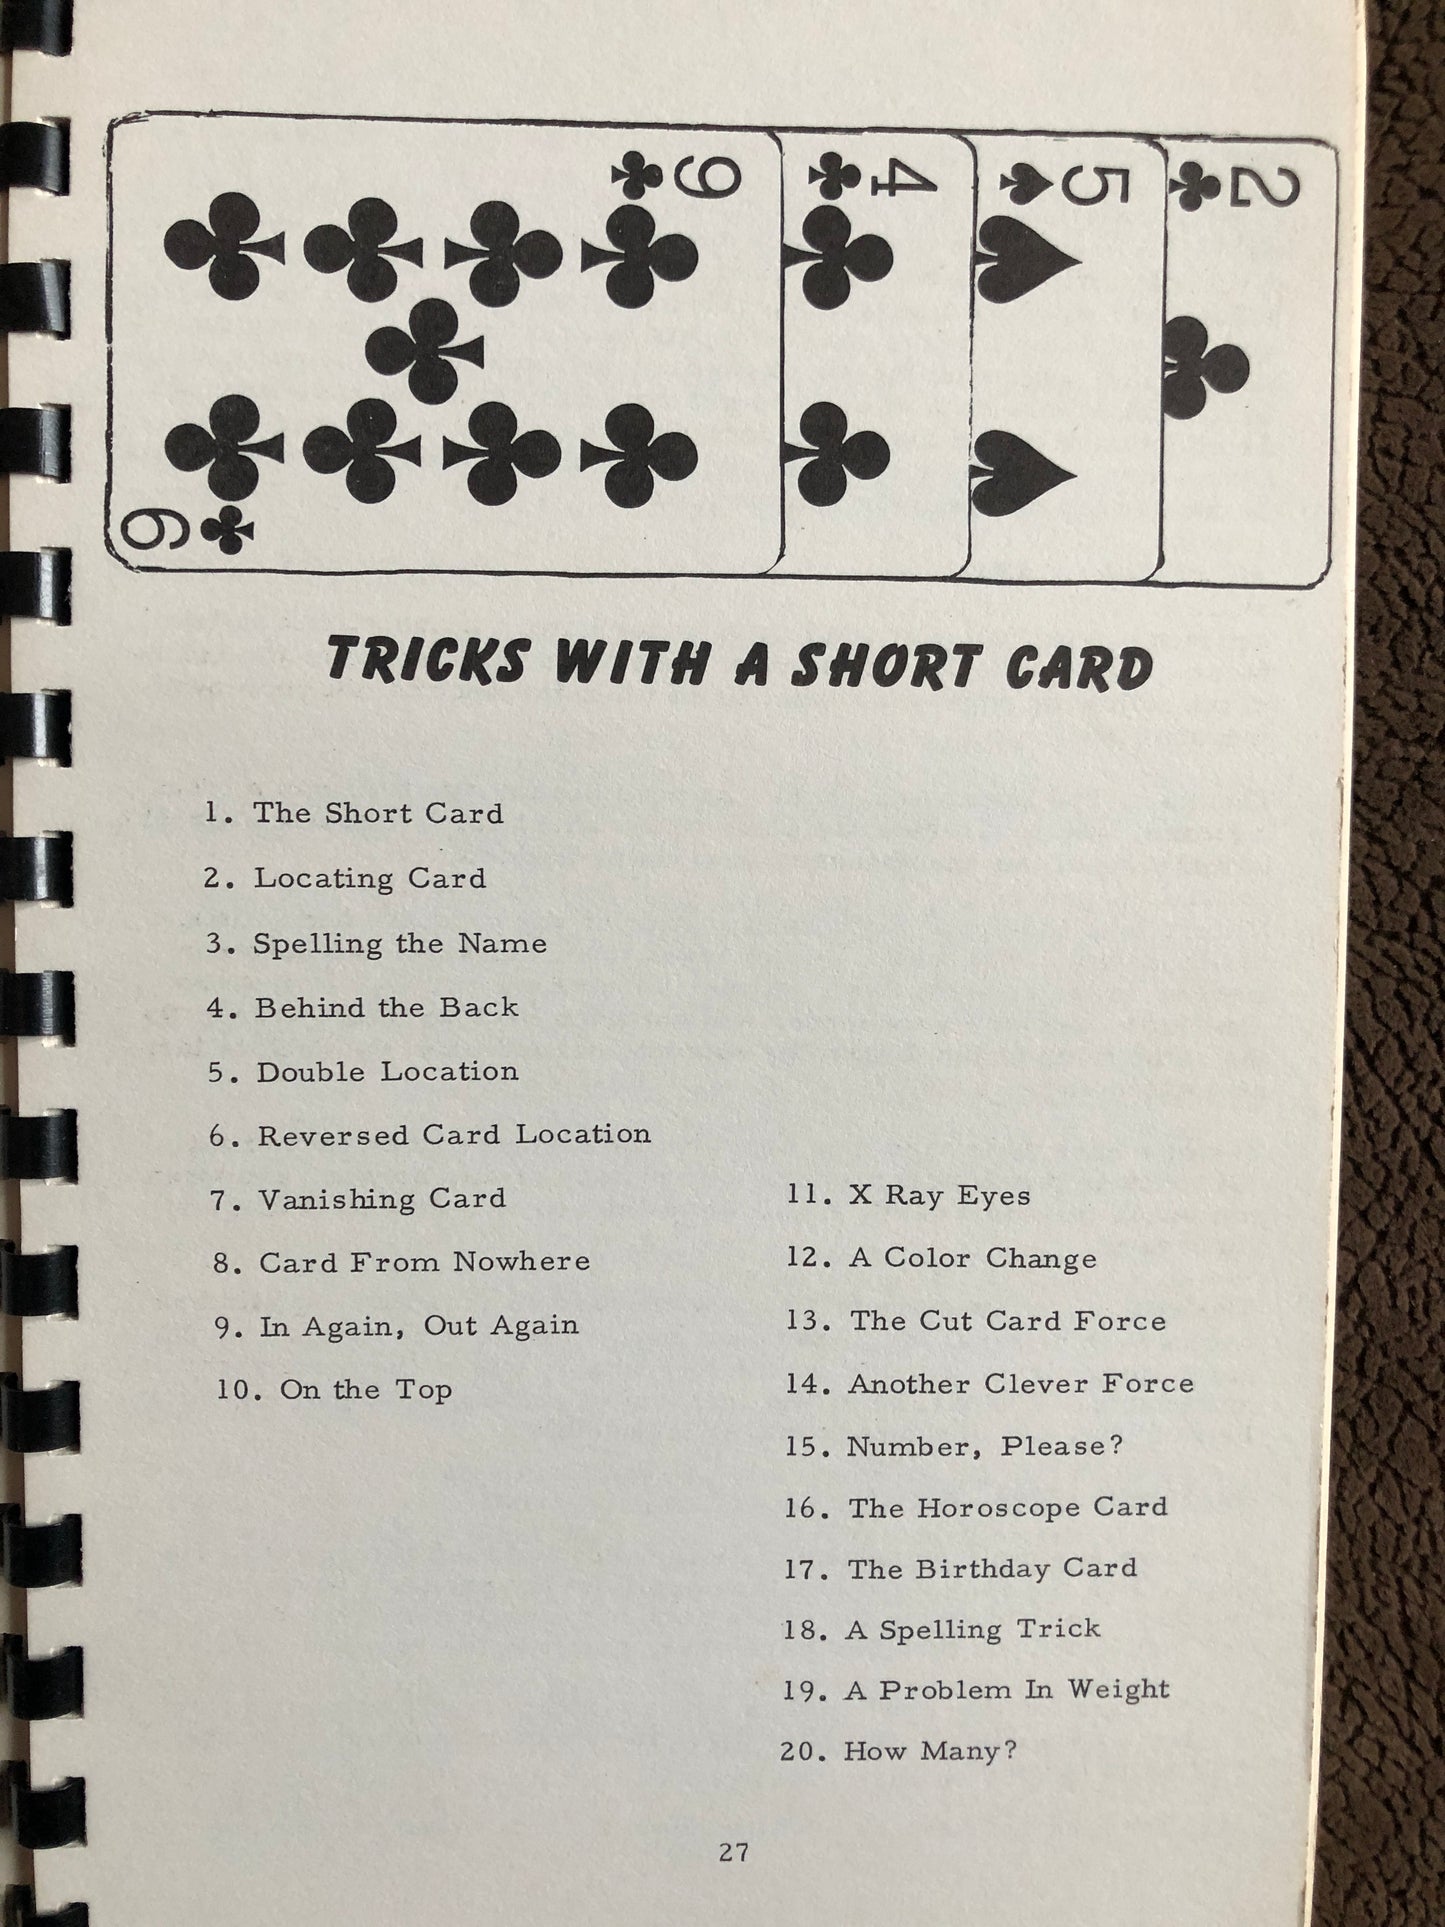 9
4
5
2
9
TRICKS WITH A SHORT CARD
1. The Short Card
2. Locating Card
3. Spelling the Name
4. Behind the Back
5. Double Location
6. Reversed Card Location
7. Vanishing Card
8. Card From Nowhere
9. In Again, Out Again
10. On the Top
11. X Ray Eyes
12. A Color Change
13. The Cut Card Force
14. Another Clever Force
15. Number, Please?
16. The Horoscope Card
17. The Birthday Card
18. A Spelling Trick
19. A Problem In Weight
20. How Many?
27